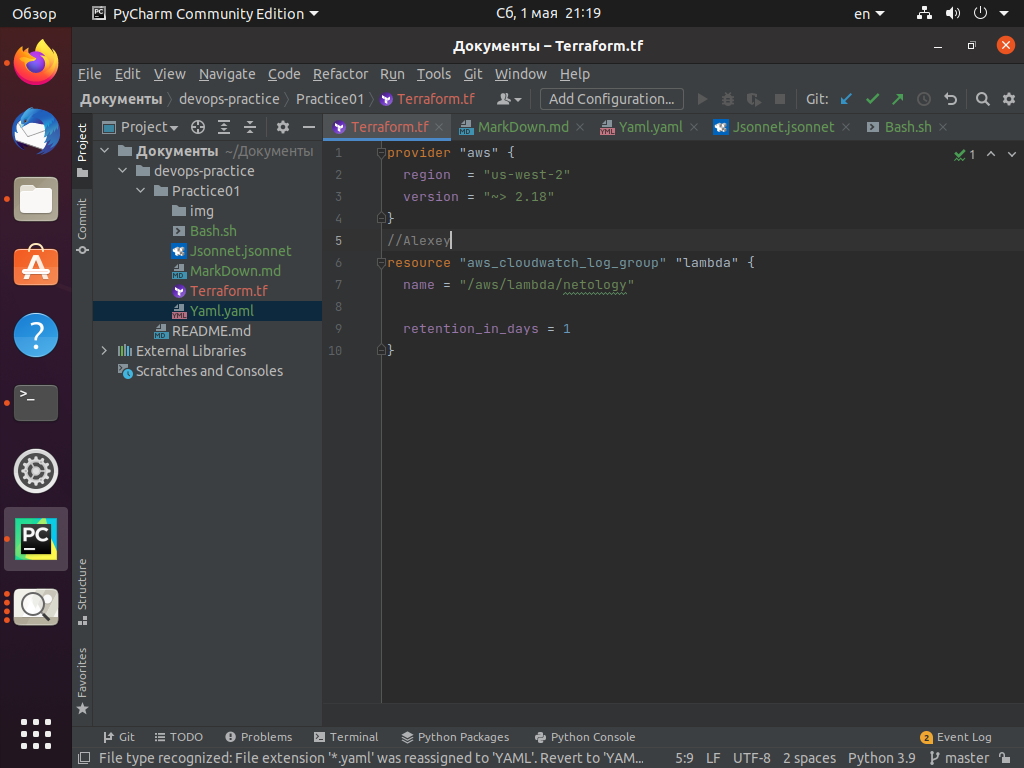 Обзор PyCharm Community Edition Сб, 1 мая 21:19 en
Документы – Terraform.tf
File Edit View Navigate Code Refactor Run Tools Git Window Help
Документы devops-practice Practice01 Terraform.tf Add Configuration... Git:
Project Terraform.tf MarkDown.md Yaml.yaml Jsonnet.jsonnet Bash.sh
Project
Commit
Structure
Favorites
Документы ~/Документы
devops-practice
Practice01
img
Bash.sh
Jsonnet.jsonnet
MarkDown.md
Terraform.tf
Yaml.yaml
README.md
External Libraries
Scratches and Consoles
1 provider "aws" {
2 region  = "us-west-2"
3 version = "~> 2.18"
4 }
5 //Alexey
6 resource "aws_cloudwatch_log_group" "lambda" {
7 name = "/aws/lambda/netology"
8
9 retention_in_days = 1
10 }
1
Git TODO Problems Terminal Python Packages Python Console 2 Event Log
File type recognized: File extension '*.yaml' was assigned to 'YAML'. Revert to 'YAM... 5:9 LF UTF-8 2 spaces Python 3.9 master